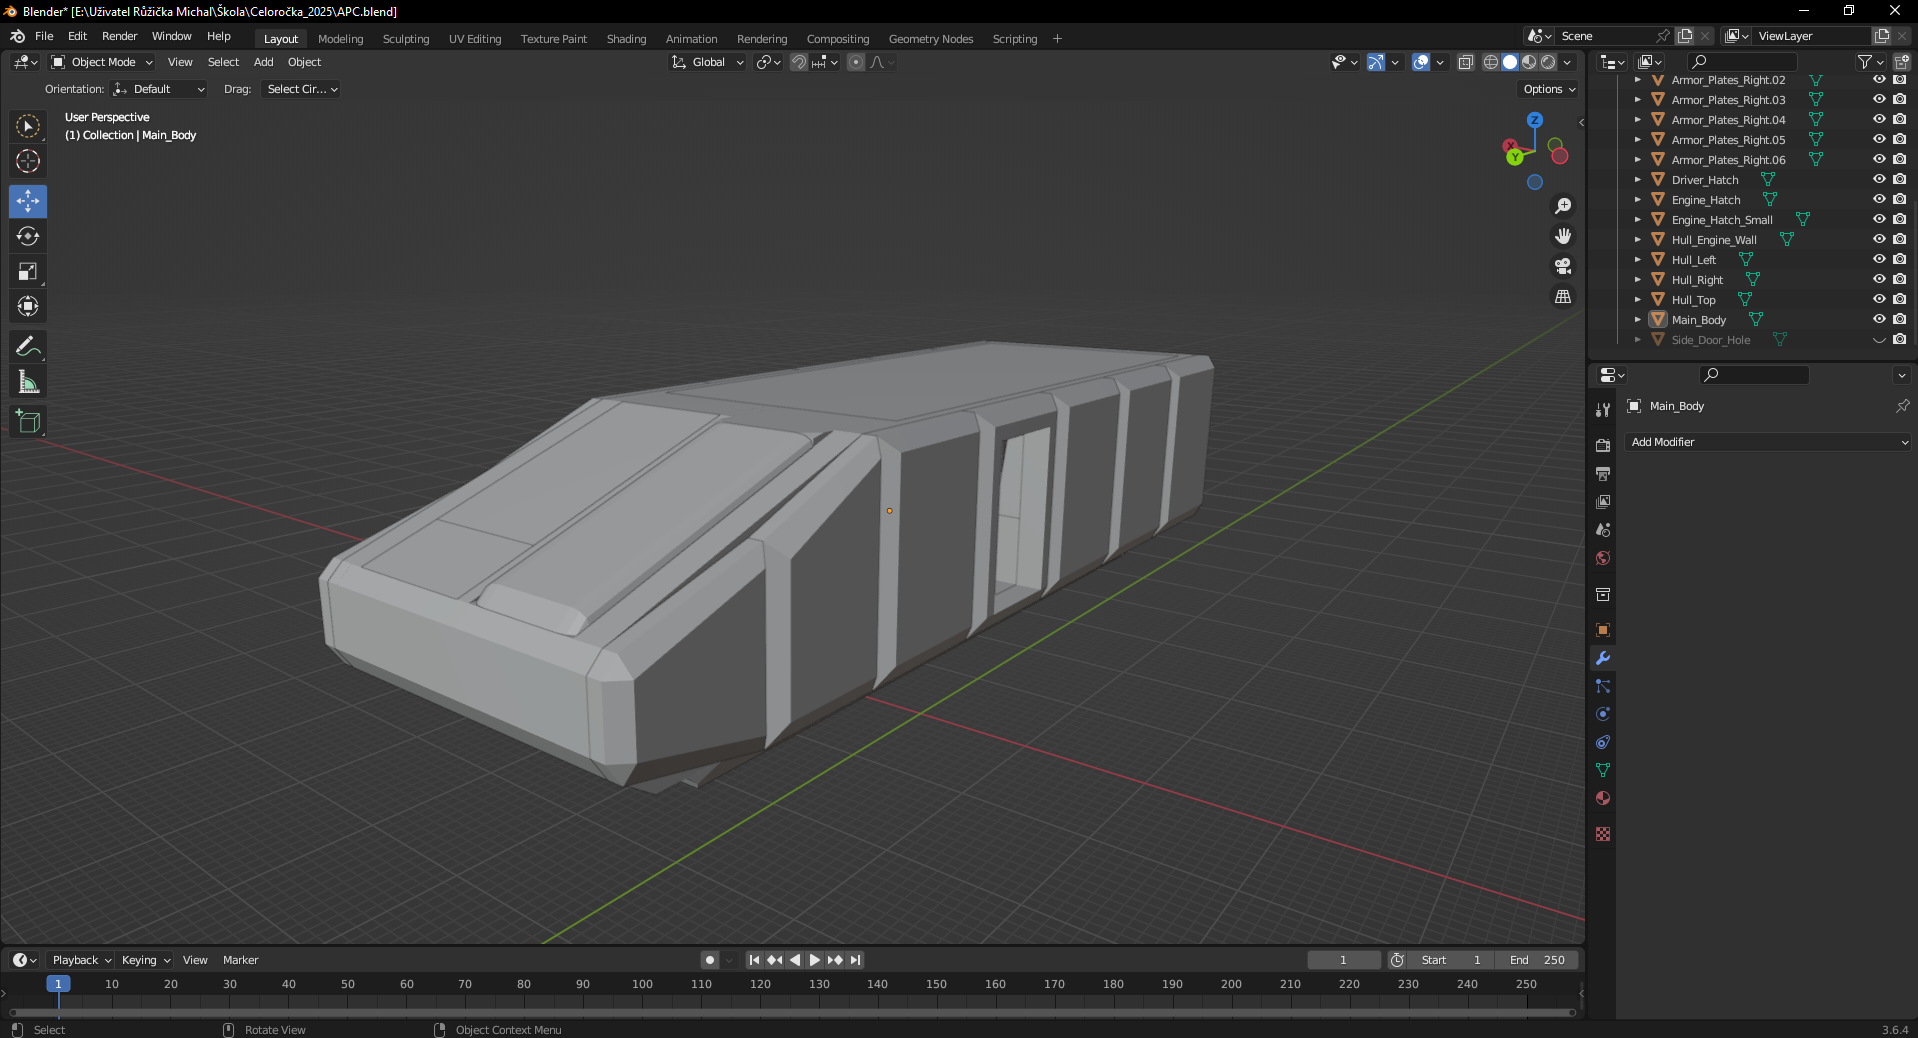 Blender* [E:\Uživatel Růžička Michal\Škola\Celoročka_2025\APC.blend]
File Edit Render Window Help Layout Modeling Sculpting UV Editing Texture Paint Shading Animation Rendering Compositing Geometry Nodes Scripting Scene ViewLayer
Object Mode View Select Add Object Global
Orientation: Default Drag: Select Cir... Options
User Perspective
(1) Collection | Main_Body
Z
X
Y
Armor_Plates_Right.02
Armor_Plates_Right.03
Armor_Plates_Right.04
Armor_Plates_Right.05
Armor_Plates_Right.06
Driver_Hatch
Engine_Hatch
Engine_Hatch_Small
Hull_Engine_Wall
Hull_Left
Hull_Right
Hull_Top
Main_Body
Side_Door_Hole
Main_Body
Add Modifier
Playback Keying View Marker 1 Start 1 End 250
1 10 20 30 40 50 60 70 80 90 100 110 120 130 140 150 160 170 180 190 200 210 220 230 240 250
Select Rotate View Object Context Menu 3.6.4